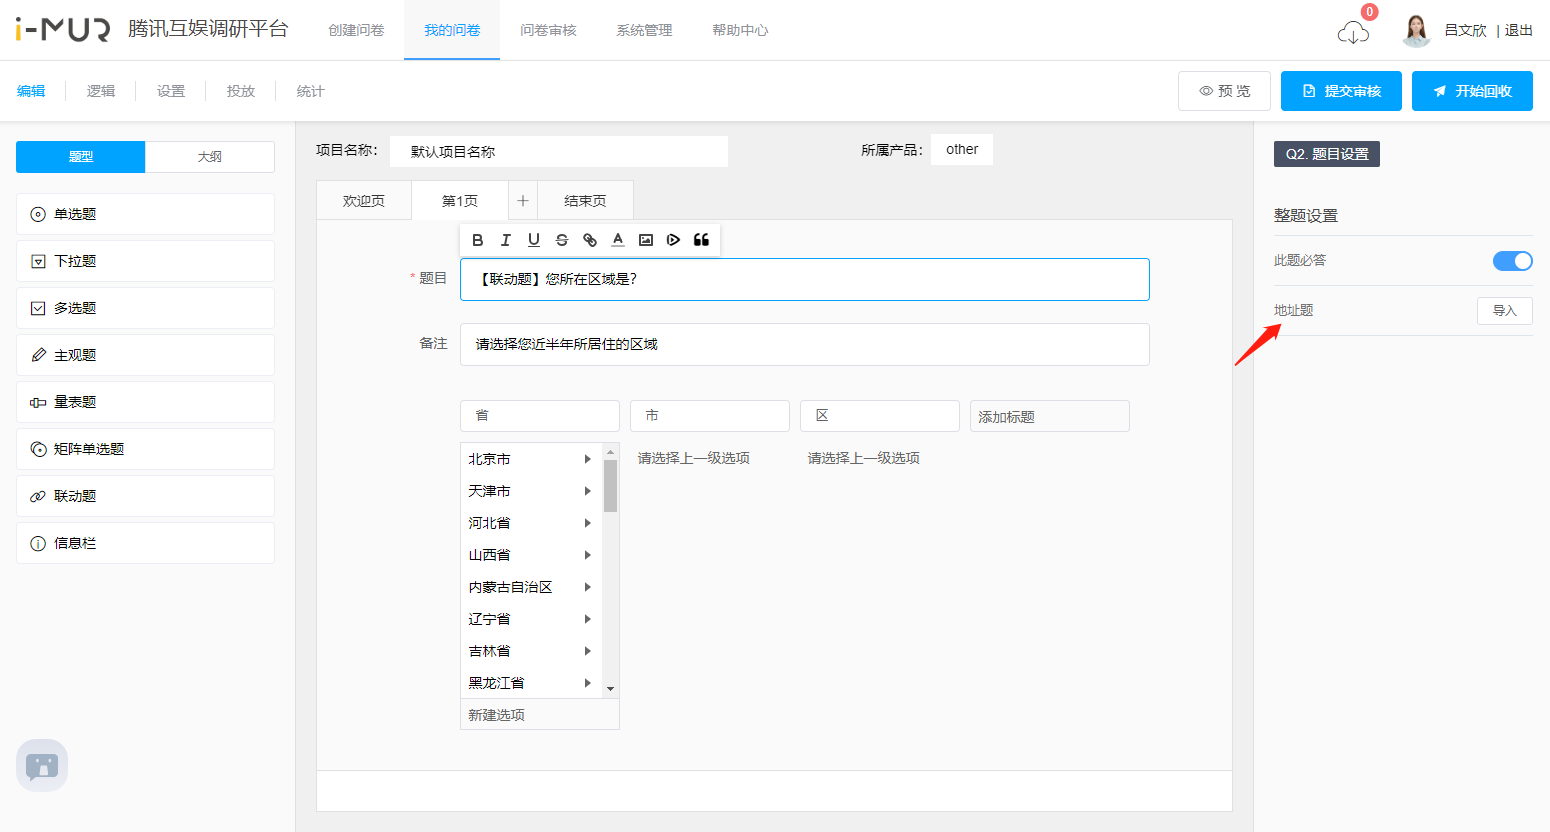 i-MUR 腾讯互娱调研平台 创建问卷 我的问卷 问卷审核 系统管理 帮助中心 0 吕文欣 | 退出
编辑 逻辑 设置 投放 统计 预 览 提交审核 开始回收
题型 大纲
单选题
下拉题
多选题
主观题
量表题
矩阵单选题
联动题
信息栏
项目名称: 默认项目名称 所属产品: other
欢迎页 第1页 + 结束页
B I U S A
* 题目 【联动题】您所在区域是?
备注 请选择您近半年所居住的区域
省 市 区 添加标题
北京市 请选择上一级选项 请选择上一级选项
天津市
河北省
山西省
内蒙古自治区
辽宁省
吉林省
黑龙江省
新建选项
Q2. 题目设置
整题设置
此题必答
地址题 导入